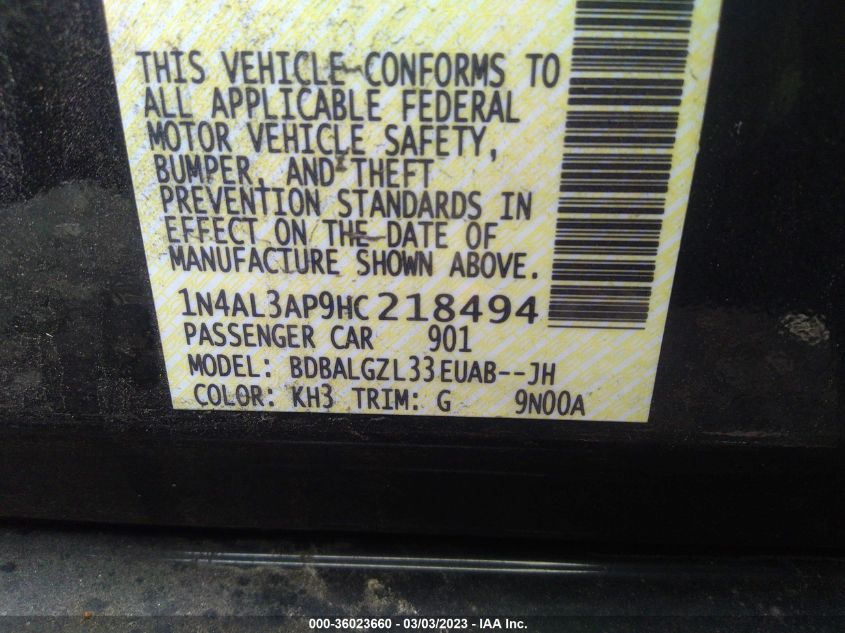 THIS VEHICLE CONFORMS TO
ALL APPLICABLE FEDERAL
MOTOR VEHICLE SAFETY,
BUMPER, AND THEFT
PREVENTION STANDARDS IN
EFFECT ON THE DATE OF
MANUFACTURE SHOWN ABOVE.
1N4AL3AP9HC218494
PASSENGER CAR 901
MODEL: BDBALGZL33EUAB--JH
COLOR: KH3 TRIM: G 9N00A
000-36023660 - 03/03/2023 - IAA Inc.